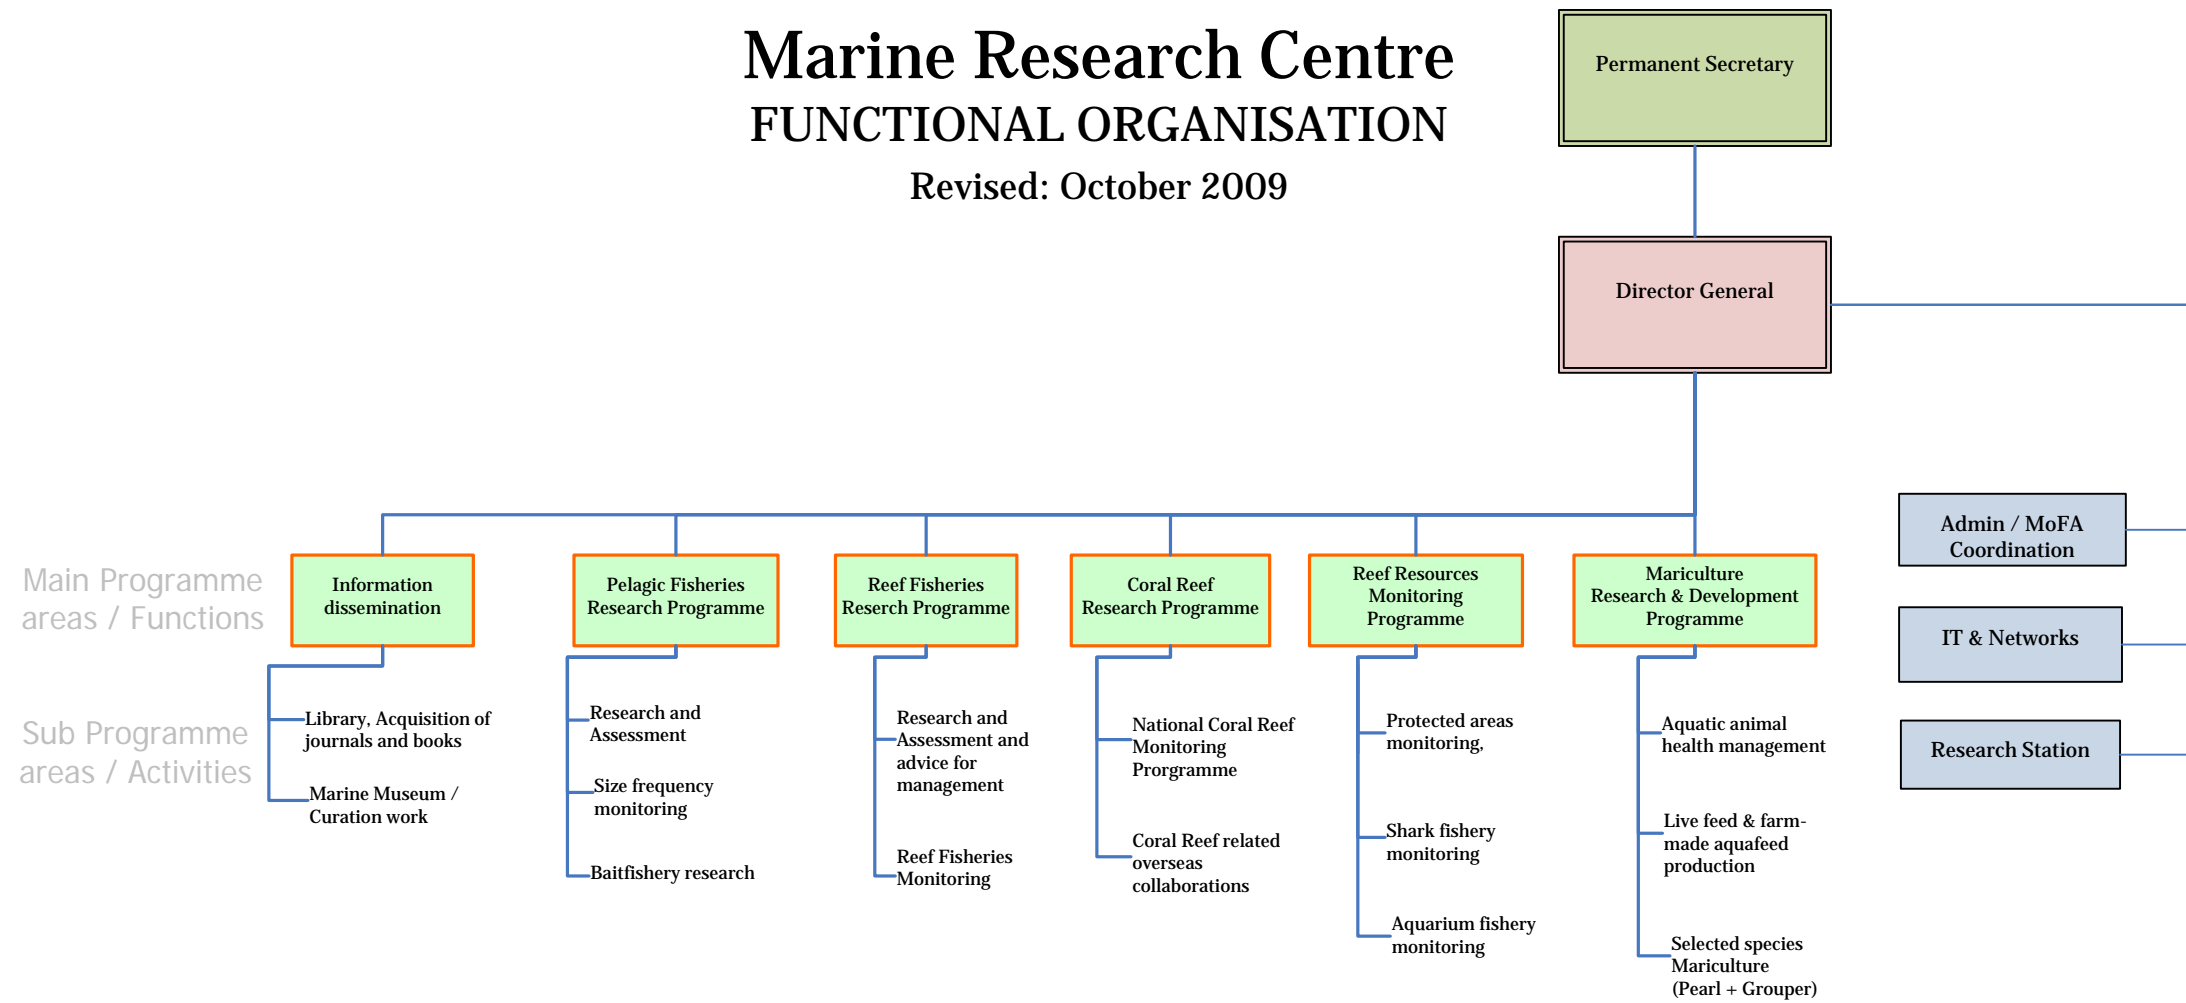 Marine Research Centre
FUNCTIONAL ORGANISATION
Revised: October 2009
Permanent Secretary
Director General
Main Programme
areas / Functions
Information
dissemination
Pelagic Fisheries
Research Programme
Reef Fisheries
Reserch Programme
Coral Reef
Research Programme
Reef Resources
Monitoring
Programme
Mariculture
Research & Development
Programme
Admin / MoFA
Coordination
IT & Networks
Research Station
Sub Programme
areas / Activities
Library, Acquisition of
journals and books
Marine Museum /
Curation work
Research and
Assessment
Size frequency
monitoring
Baitfishery research
Research and
Assessment and
advice for
management
Reef Fisheries
Monitoring
National Coral Reef
Monitoring
Prorgramme
Coral Reef related
overseas
collaborations
Protected areas
monitoring,
Shark fishery
monitoring
Aquarium fishery
monitoring
Aquatic animal
health management
Live feed & farm-
made aquafeed
production
Selected species
Mariculture
(Pearl + Grouper)